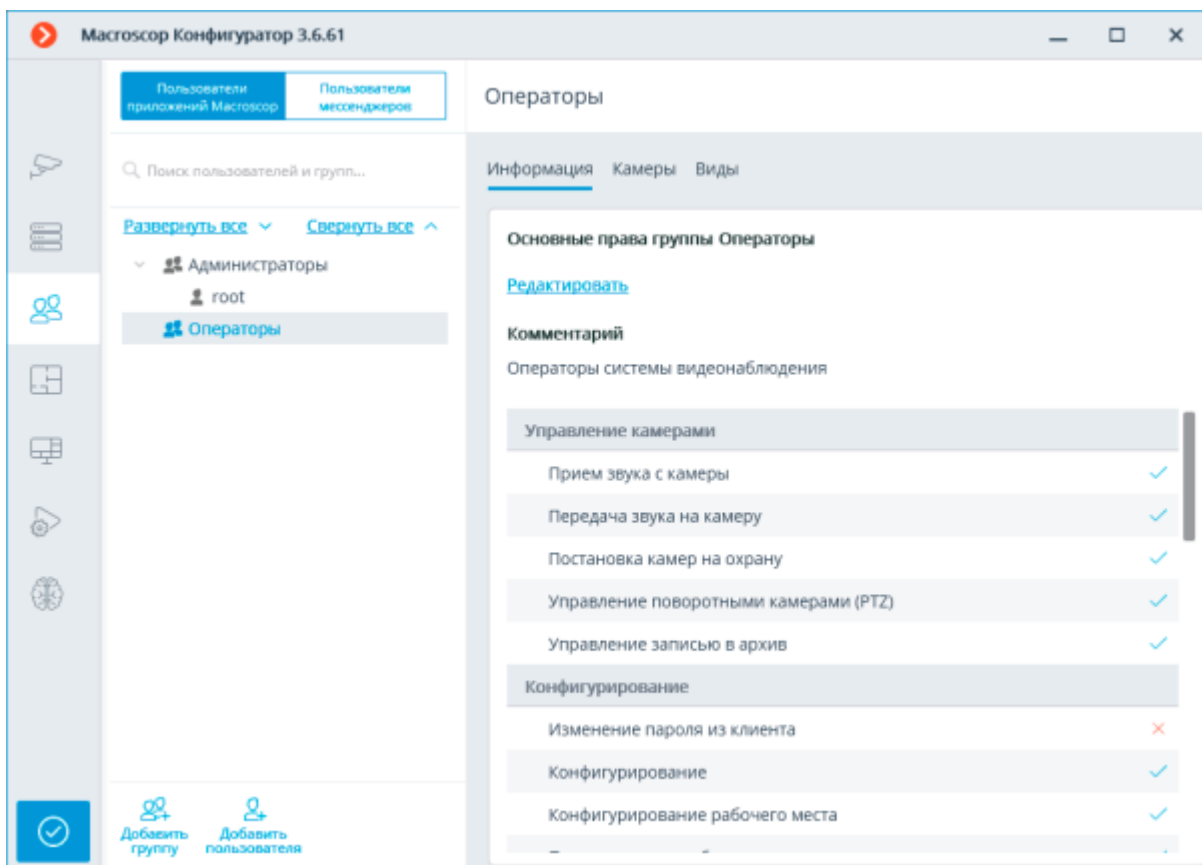 Macroscop Конфигуратор 3.6.61
Пользователи приложений Macroscop
Пользователи мессенджеров
Поиск пользователей и групп...
Развернуть все
Свернуть все
Администраторы
root
Операторы
Добавить группу
Добавить пользователя
Операторы
Информация Камеры Виды
Основные права группы Операторы
Редактировать
Комментарий
Операторы системы видеонаблюдения
Управление камерами
Прием звука с камеры
Передача звука на камеру
Постановка камер на охрану
Управление поворотными камерами (PTZ)
Управление записью в архив
Конфигурирование
Изменение пароля из клиента
Конфигурирование
Конфигурирование рабочего места